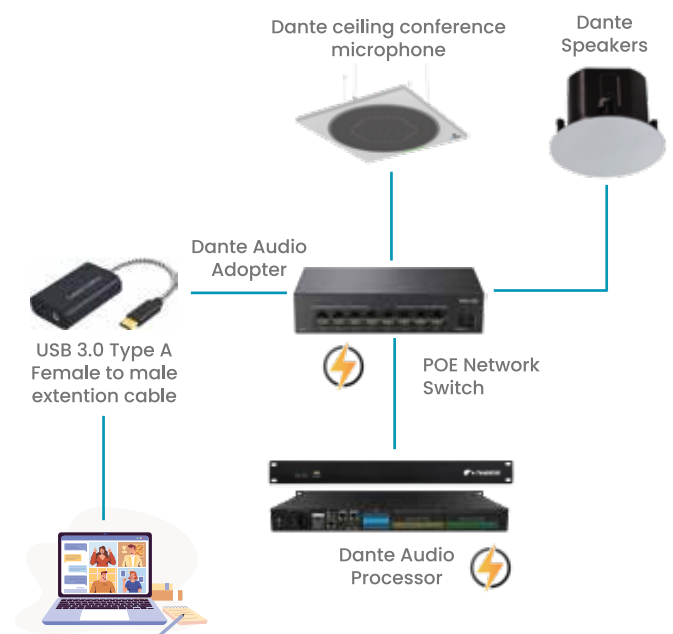 Dante ceiling conference
microphone
Dante
Speakers
Dante Audio
Adopter
USB 3.0 Type A
Female to male
extention cable
POE Network
Switch
Dante Audio
Processor